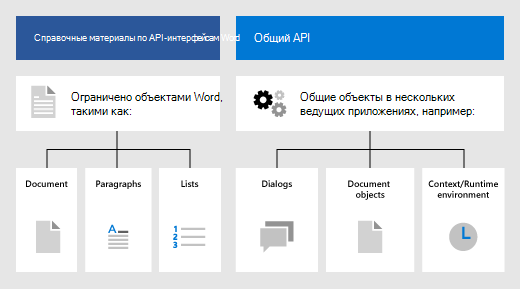 Справочные материалы по API-интерфейсам Word
Общий API
Ограничено объектами Word,
такими как:
Общие объекты в нескольких
ведущих приложениях, например:
Document
Paragraphs
Lists
Dialogs
Document
objects
Context/Runtime
environment
A
1
2
3